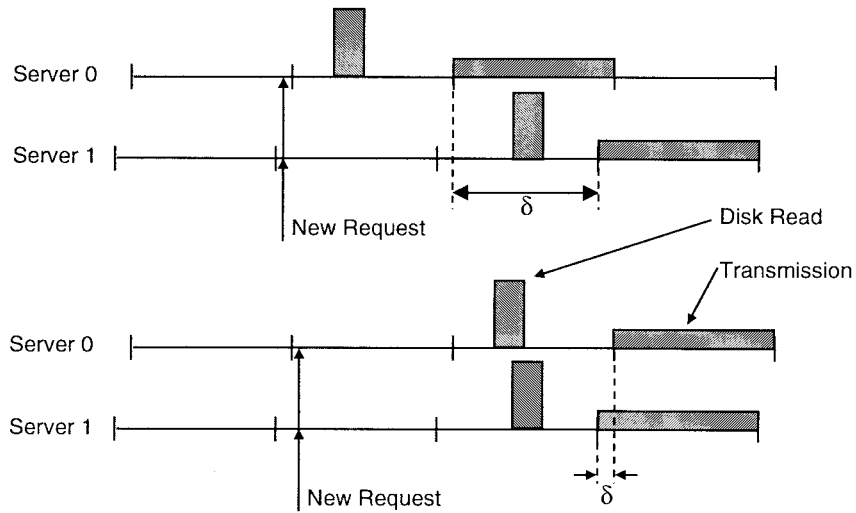 Server 0
Server 1
δ
New Request
Disk Read
Transmission
Server 0
Server 1
New Request
δ